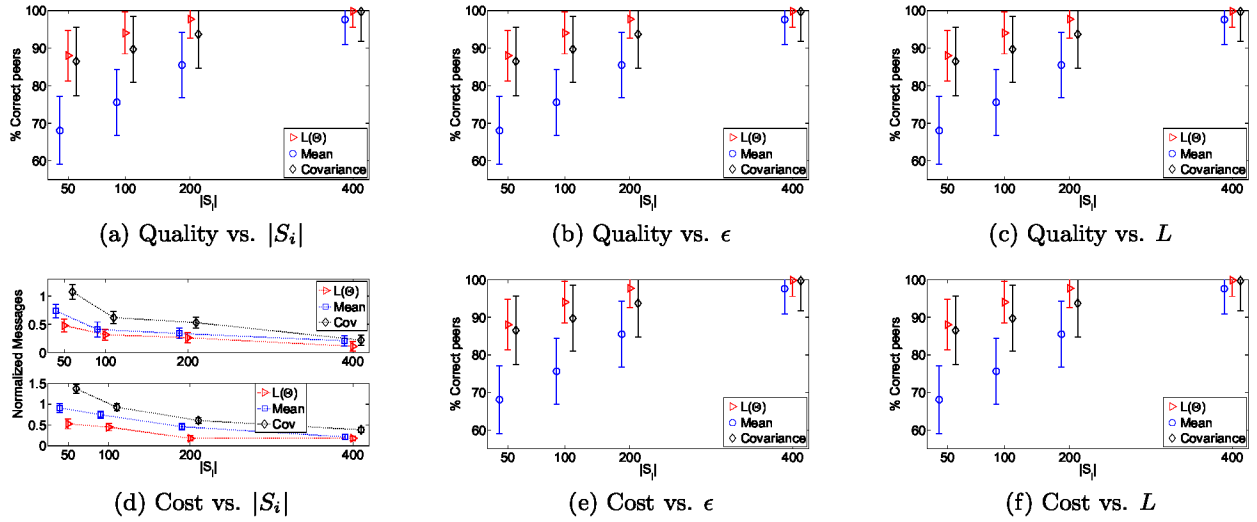 100
90
80
70
60
% Correct peers
L(Θ)
Mean
Covariance
50 100 200 400
|S_i|
(a) Quality vs. |S_i|
100
90
80
70
60
% Correct peers
L(Θ)
Mean
Covariance
50 100 200 400
|S_i|
(b) Quality vs. ϵ
100
90
80
70
60
% Correct peers
L(Θ)
Mean
Covariance
50 100 200 400
|S_i|
(c) Quality vs. L
Normalized Messages
1
0.5
0
L(Θ)
Mean
Cov
50 100 200 400
1.5
1
0.5
0
L(Θ)
Mean
Cov
50 100 200 400
|S_i|
(d) Cost vs. |S_i|
100
90
80
70
60
% Correct peers
L(Θ)
Mean
Covariance
50 100 200 400
|S_i|
(e) Cost vs. ϵ
100
90
80
70
60
% Correct peers
L(Θ)
Mean
Covariance
50 100 200 400
|S_i|
(f) Cost vs. L